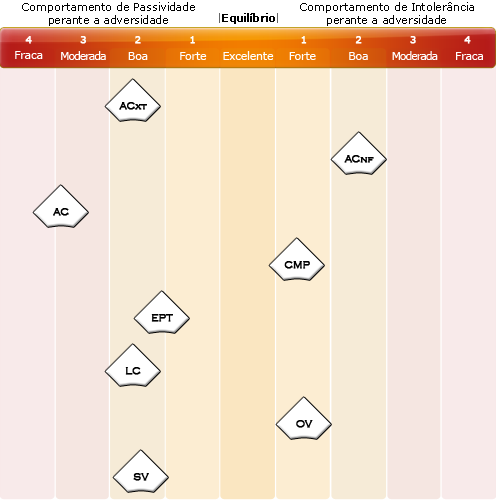 Comportamento de Passividade
perante a adversidade
|Equilíbrio|
Comportamento de Intolerância
perante a adversidade
4 3 2 1 1 2 3 4
Fraca Moderada Boa Forte Excelente Forte Boa Moderada Fraca
ACXT
ACNF
AC
CMP
EPT
LC
OV
SV